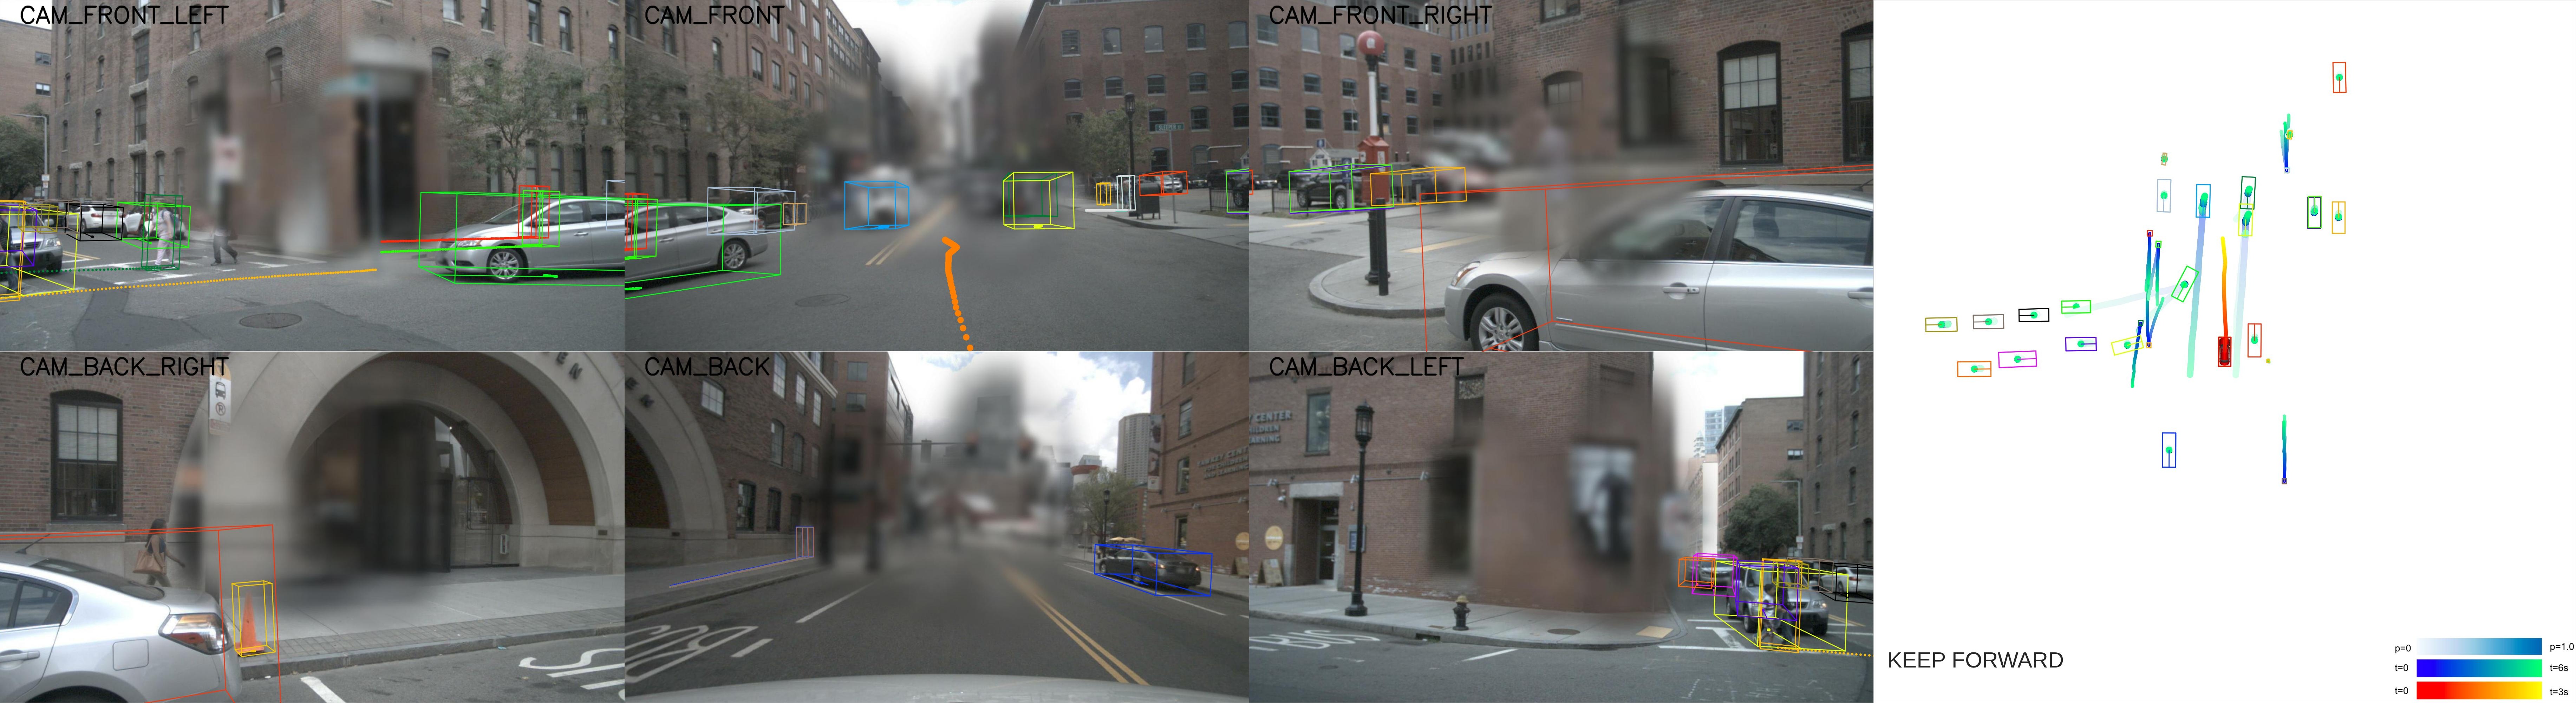 CAM_FRONT_LEFT
CAM_FRONT
CAM_FRONT_RIGHT
CAM_BACK_RIGHT
CAM_BACK
CAM_BACK_LEFT
KEEP FORWARD
p=0
p=1.0
t=0
t=6s
t=0
t=3s